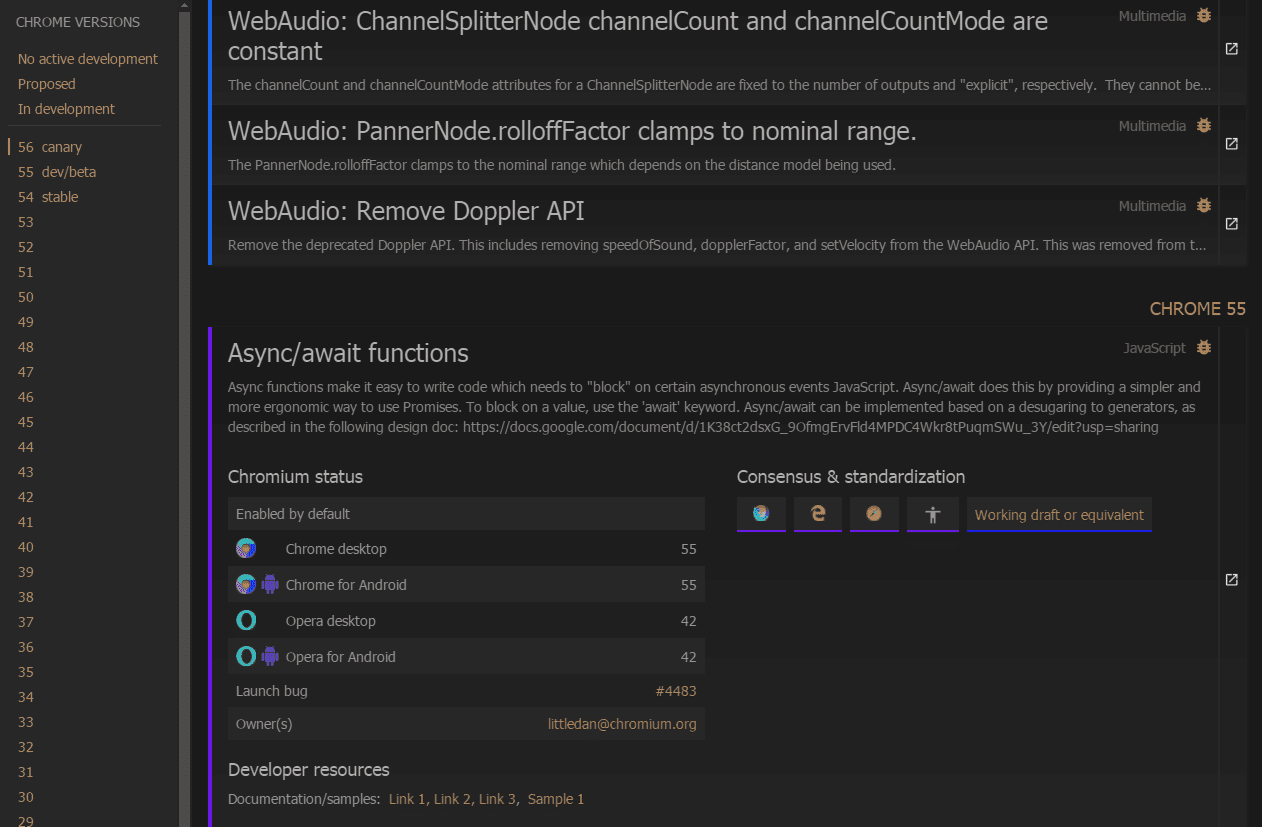 CHROME VERSIONS
No active development
Proposed
In development
56 canary
55 dev/beta
54 stable
53
52
51
50
49
48
47
46
45
44
43
42
41
40
39
38
37
36
35
34
33
32
31
30
29
WebAudio: ChannelSplitterNode channelCount and channelCountMode are
constant
Multimedia
The channelCount and channelCountMode attributes for a ChannelSplitterNode are fixed to the number of outputs and "explicit", respectively.  They cannot be...
WebAudio: PannerNode.rolloffFactor clamps to nominal range.
Multimedia
The PannerNode.rolloffFactor clamps to the nominal range which depends on the distance model being used.
WebAudio: Remove Doppler API
Multimedia
Remove the deprecated Doppler API. This includes removing speedOfSound, dopplerFactor, and setVelocity from the WebAudio API. This was removed from t...
CHROME 55
Async/await functions
JavaScript
Async functions make it easy to write code which needs to "block" on certain asynchronous events JavaScript. Async/await does this by providing a simpler and
more ergonomic way to use Promises. To block on a value, use the 'await' keyword. Async/await can be implemented based on a desugaring to generators, as
described in the following design doc: https://docs.google.com/document/d/1K38ct2dsxG_9OfmgErvFld4MPDC4Wkr8tPuqmSWu_3Y/edit?usp=sharing
Chromium status
Enabled by default
Chrome desktop 55
Chrome for Android 55
Opera desktop 42
Opera for Android 42
Launch bug #4483
Owner(s) littledan@chromium.org
Consensus & standardization
Working draft or equivalent
Developer resources
Documentation/samples: Link 1, Link 2, Link 3, Sample 1